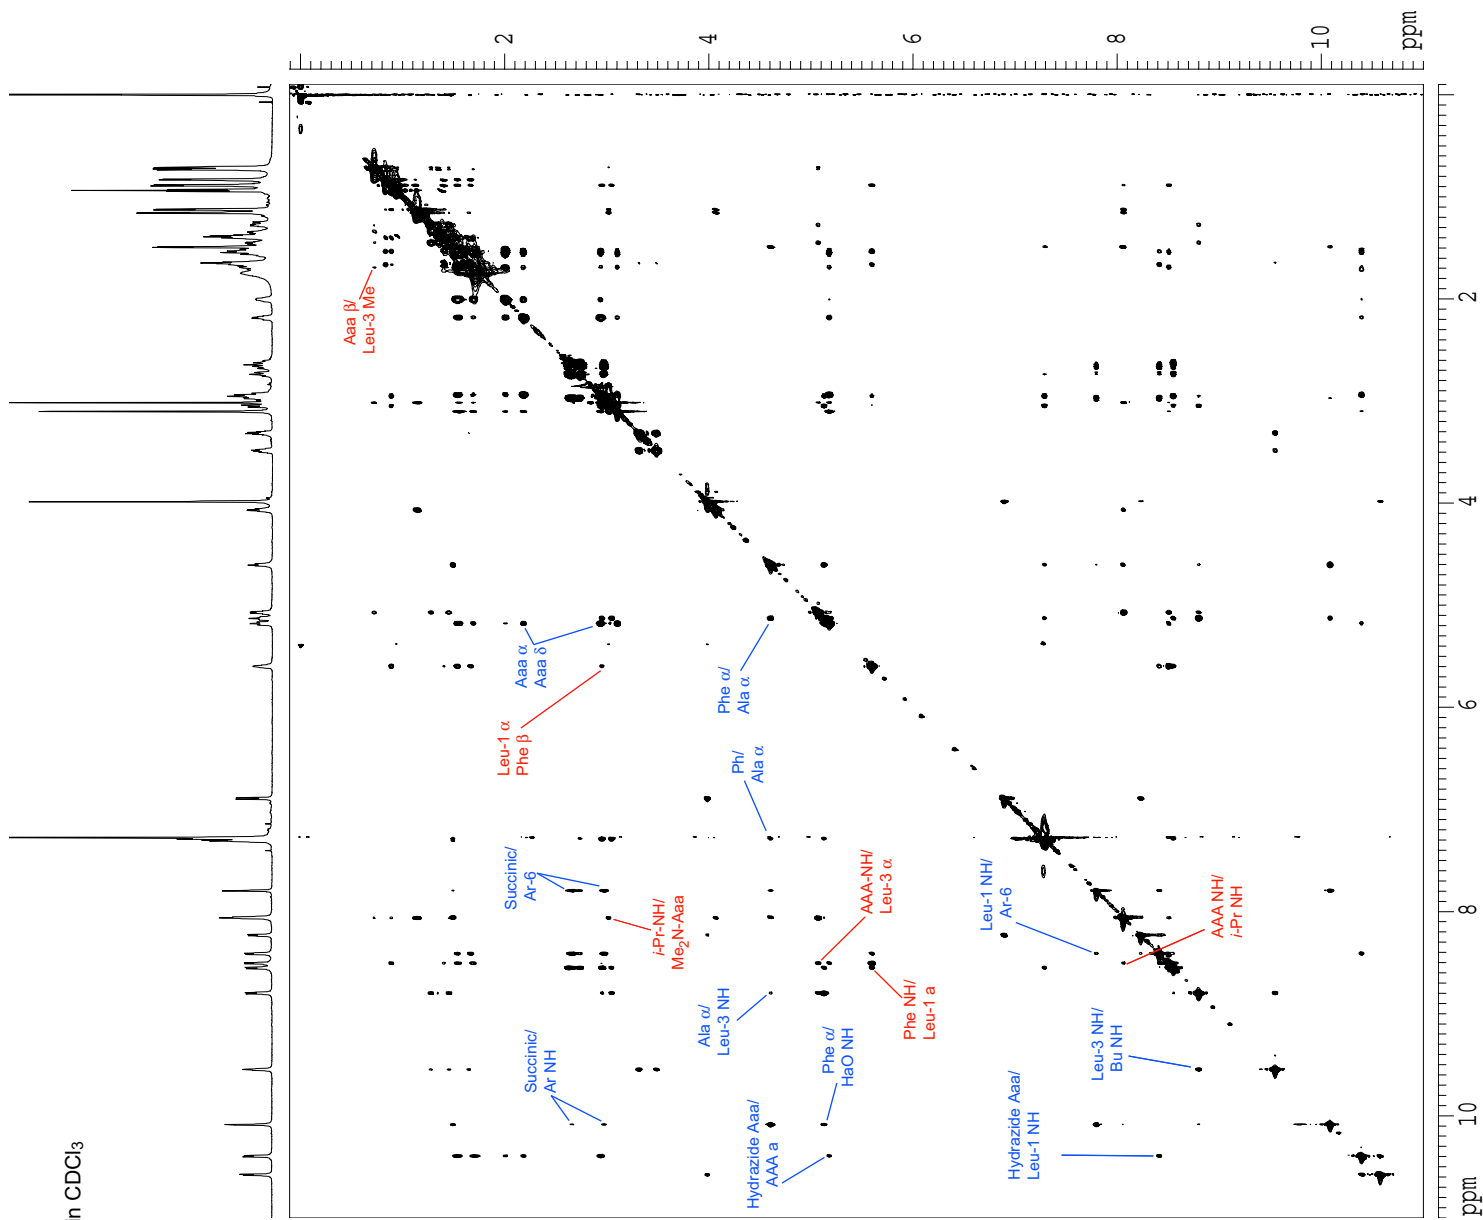 in CDCl3
2
4
6
8
10
ppm
Aaa β/
Leu-3 Me
Aaa α
Aaa δ
Leu-1 α
Phe β
Phe α/
Ala α
Ph/
Ala α
Succinic/
Ar-6
i-Pr-NH/
Me2N-Aaa
AAA-NH/
Leu-3 α
Phe NH/
Leu-1 a
Leu-1 NH/
Ar-6
AAA NH/
i-Pr NH
Ala α/
Leu-3 NH
Succinic/
Ar NH
Phe α/
HaO NH
Hydrazide Aaa/
AAA a
Leu-3 NH/
Bu NH
Hydrazide Aaa/
Leu-1 NH
2
4
6
8
10
ppm